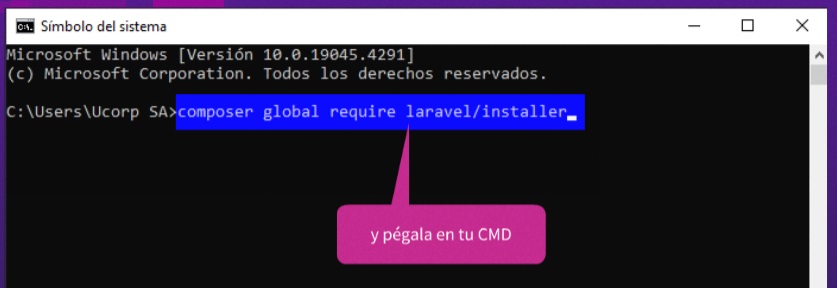 Símbolo del sistema
Microsoft Windows [Versión 10.0.19045.4291]
(c) Microsoft Corporation. Todos los derechos reservados.
C:\Users\Ucorp SA>composer global require laravel/installer
y pégala en tu CMD